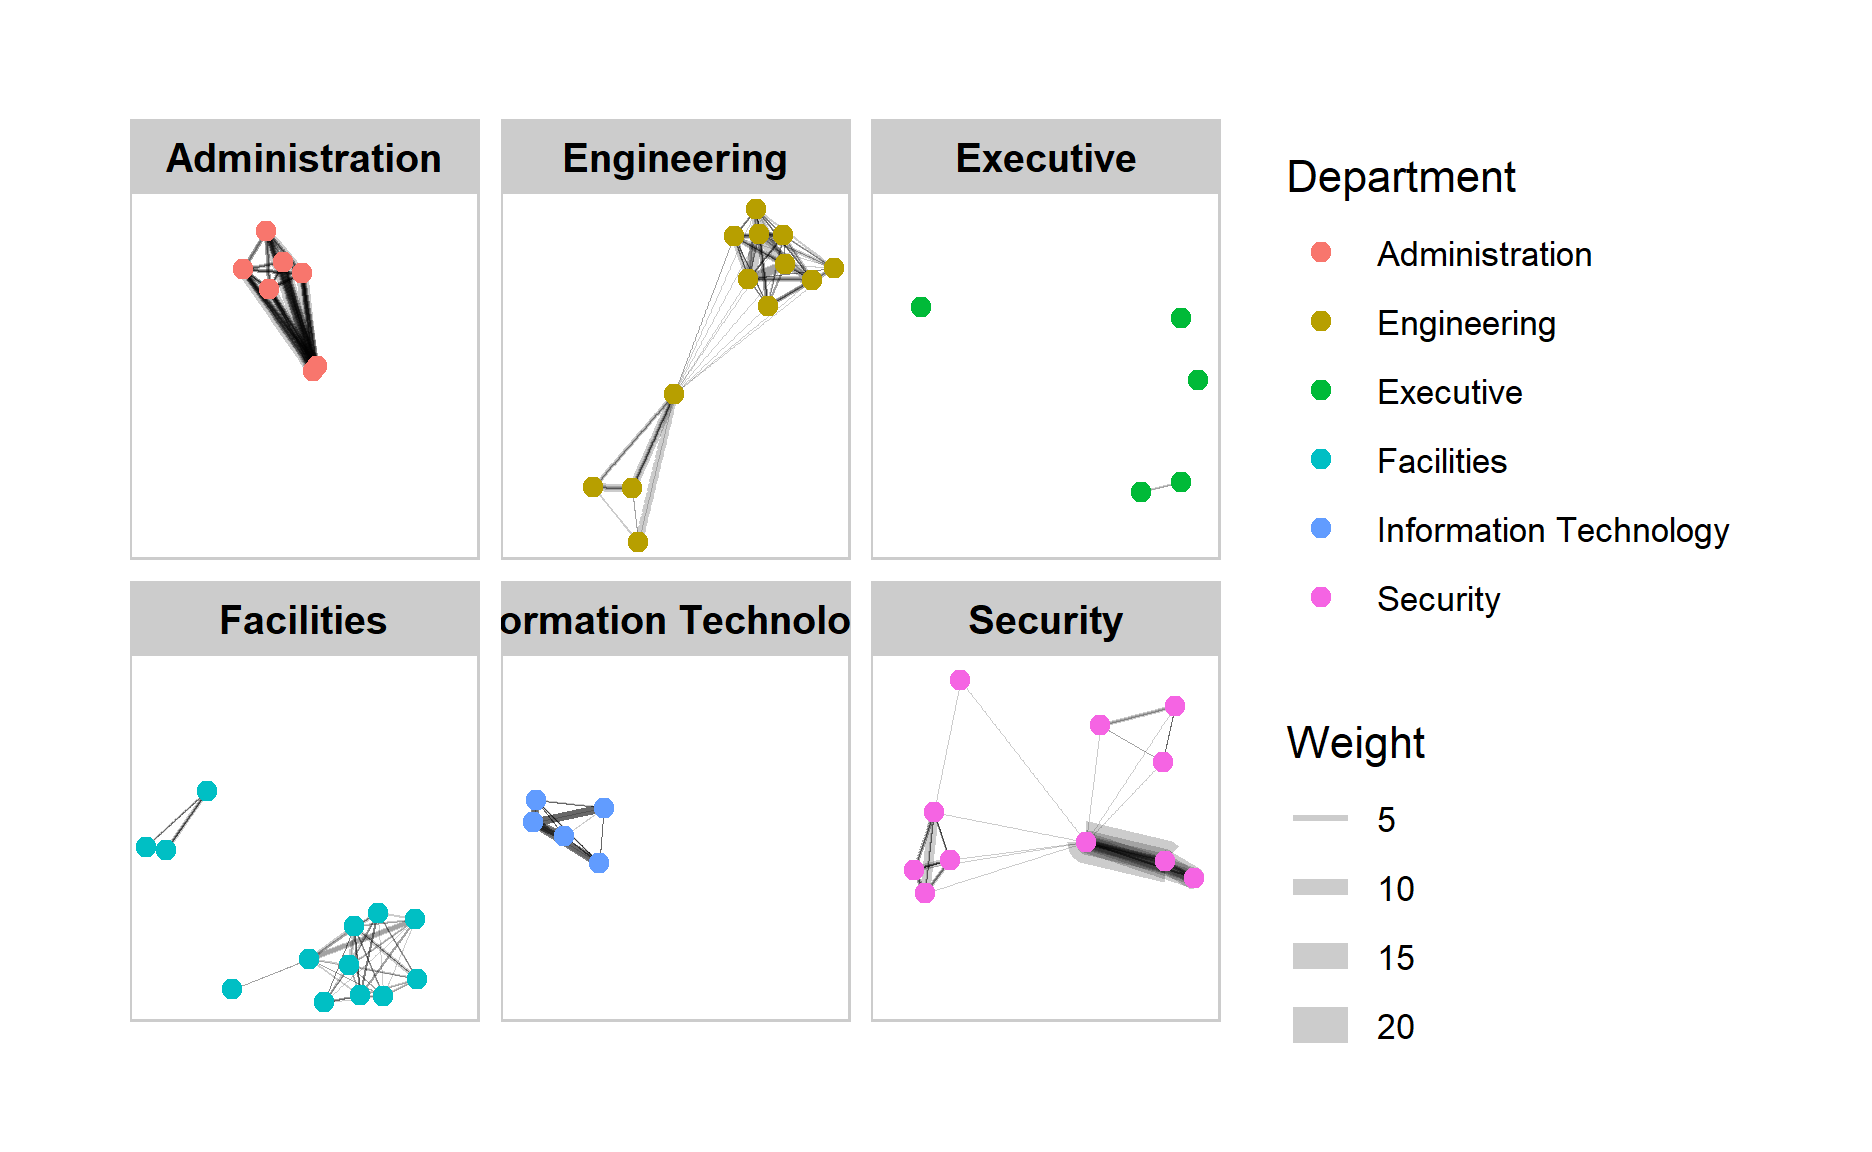 Administration
Engineering
Executive
Facilities
ormation Technolo
Security
Department
Administration
Engineering
Executive
Facilities
Information Technology
Security
Weight
5
10
15
20